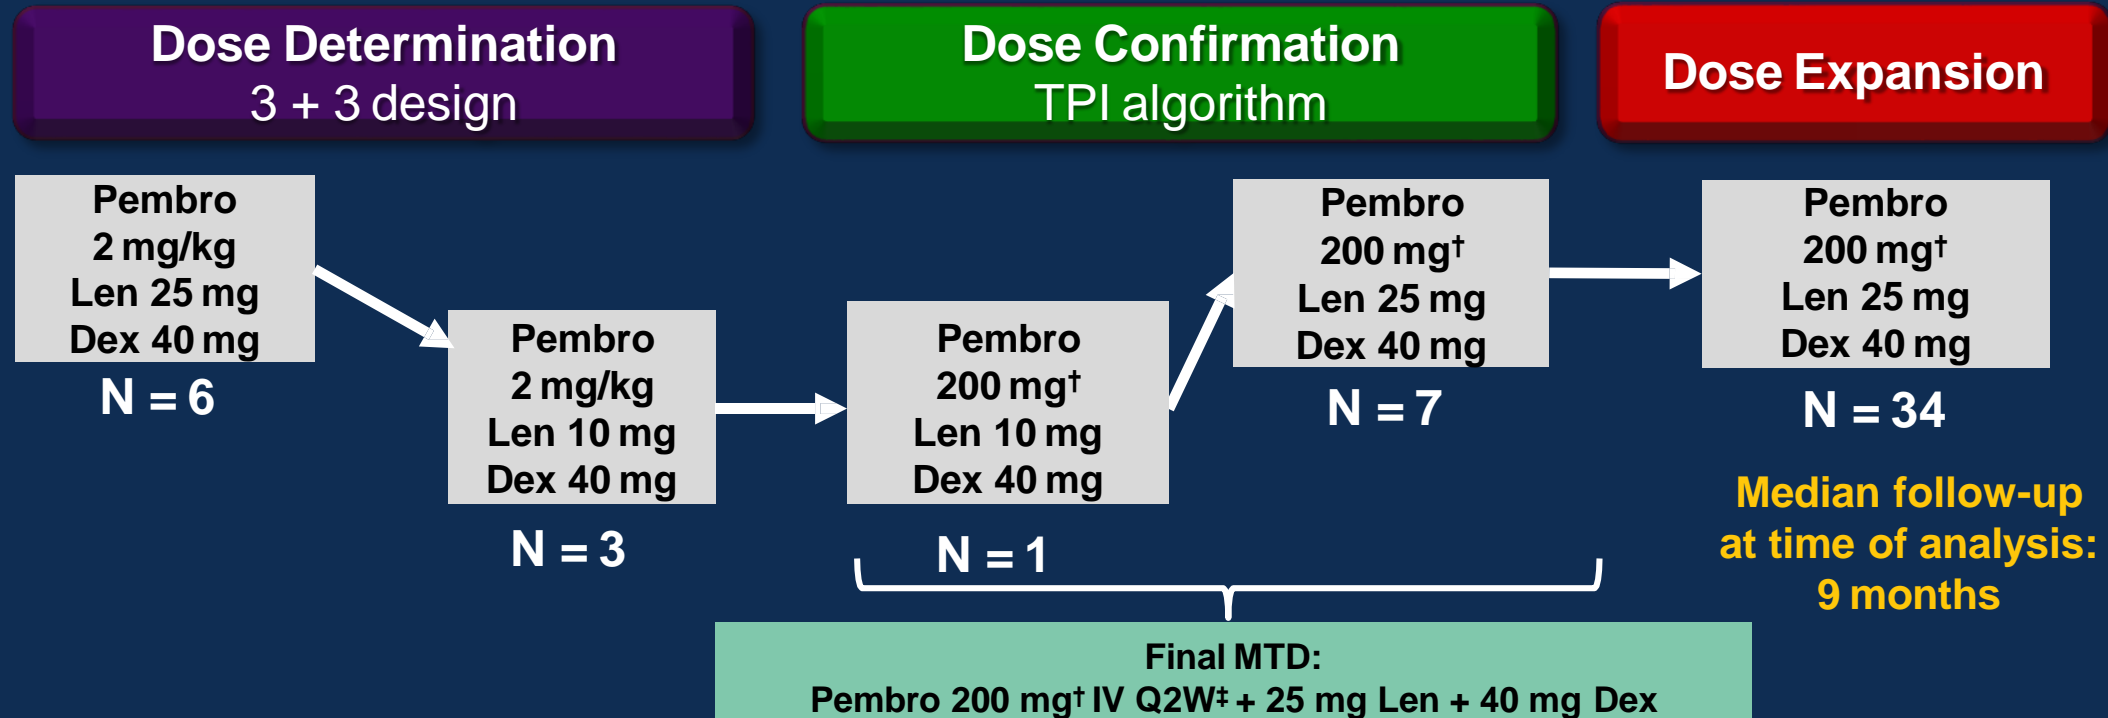 Dose Determination
3 + 3 design
Dose Confirmation
TPI algorithm
Dose Expansion
Pembro
2 mg/kg
Len 25 mg
Dex 40 mg
N = 6
Pembro
2 mg/kg
Len 10 mg
Dex 40 mg
N = 3
Pembro
200 mg†
Len 10 mg
Dex 40 mg
N = 1
Pembro
200 mg†
Len 25 mg
Dex 40 mg
N = 7
Pembro
200 mg†
Len 25 mg
Dex 40 mg
N = 34
Median follow-up
at time of analysis:
9 months
Final MTD:
Pembro 200 mg† IV Q2W‡ + 25 mg Len + 40 mg Dex